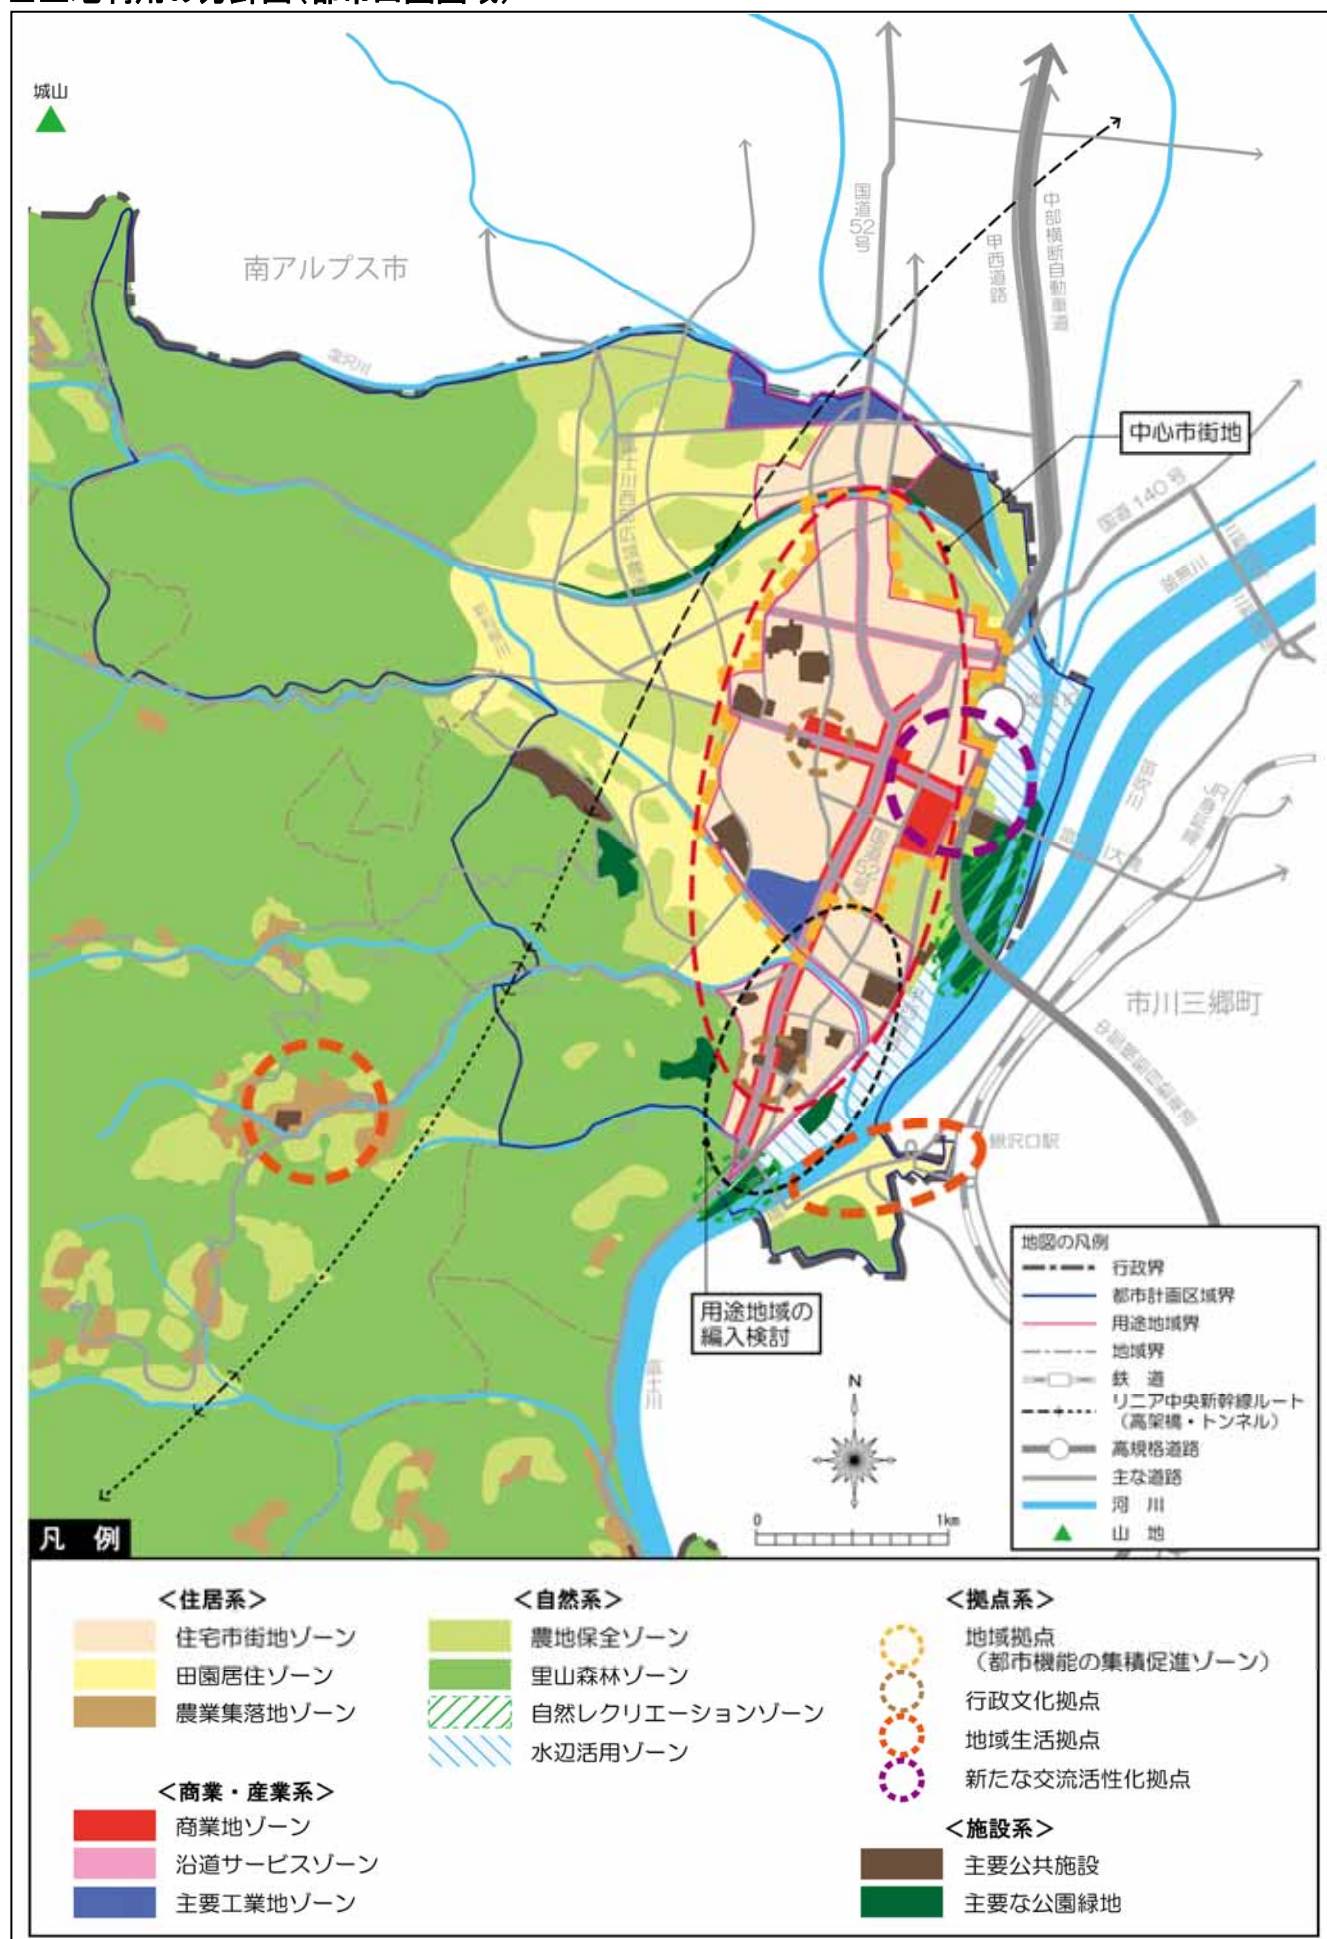 城山
南アルプス市
国道52号
中部横断自動車道
甲西道路
中心市街地
国道140号
国道52号
市川三郷町
鰍沢口駅
富士川
用途地域の
編入検討
N
0 1km
地図の凡例
行政界
都市計画区域界
用途地域界
地域界
鉄 道
リニア中央新幹線ルート
（高架橋・トンネル）
高規格道路
主な道路
河 川
山 地
凡 例
＜住居系＞
住宅市街地ゾーン
田園居住ゾーン
農業集落地ゾーン
＜商業・産業系＞
商業地ゾーン
沿道サービスゾーン
主要工業地ゾーン
＜自然系＞
農地保全ゾーン
里山森林ゾーン
自然レクリエーションゾーン
水辺活用ゾーン
＜拠点系＞
地域拠点
（都市機能の集積促進ゾーン）
行政文化拠点
地域生活拠点
新たな交流活性化拠点
＜施設系＞
主要公共施設
主要な公園緑地